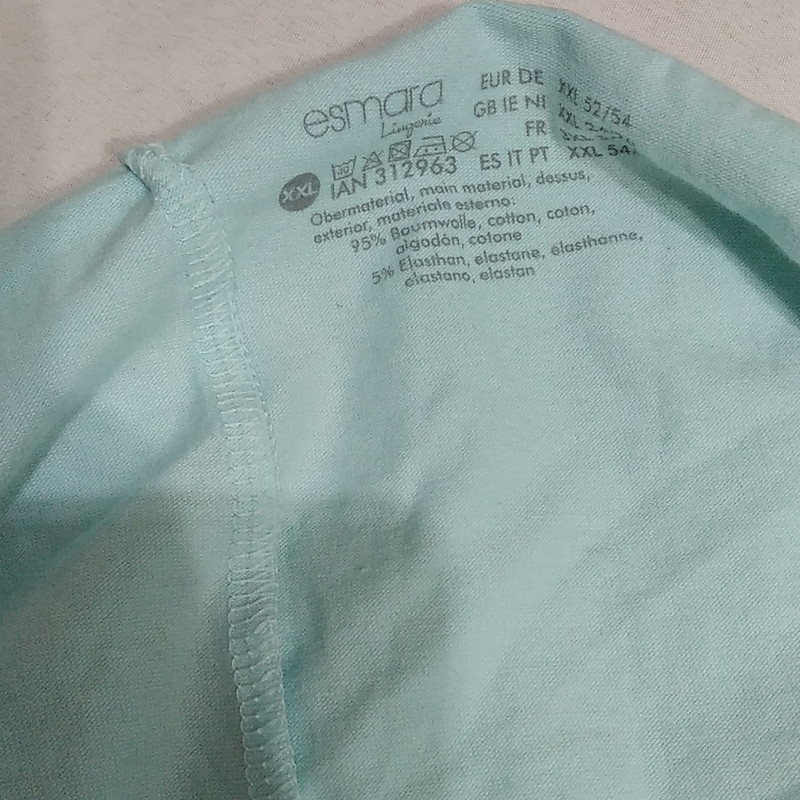 esmara
Lingerie
EUR DE XXL 52/54
GB IE NI XXL
FR
ES IT PT XXL 54
40
XXL
IAN 312963
Obermaterial, main material, dessus,
exterior, materiale esterno:
95% Baumwolle, cotton, coton,
algodón, cotone
5% Elasthan, elastane, élasthanne,
elastano, elastan